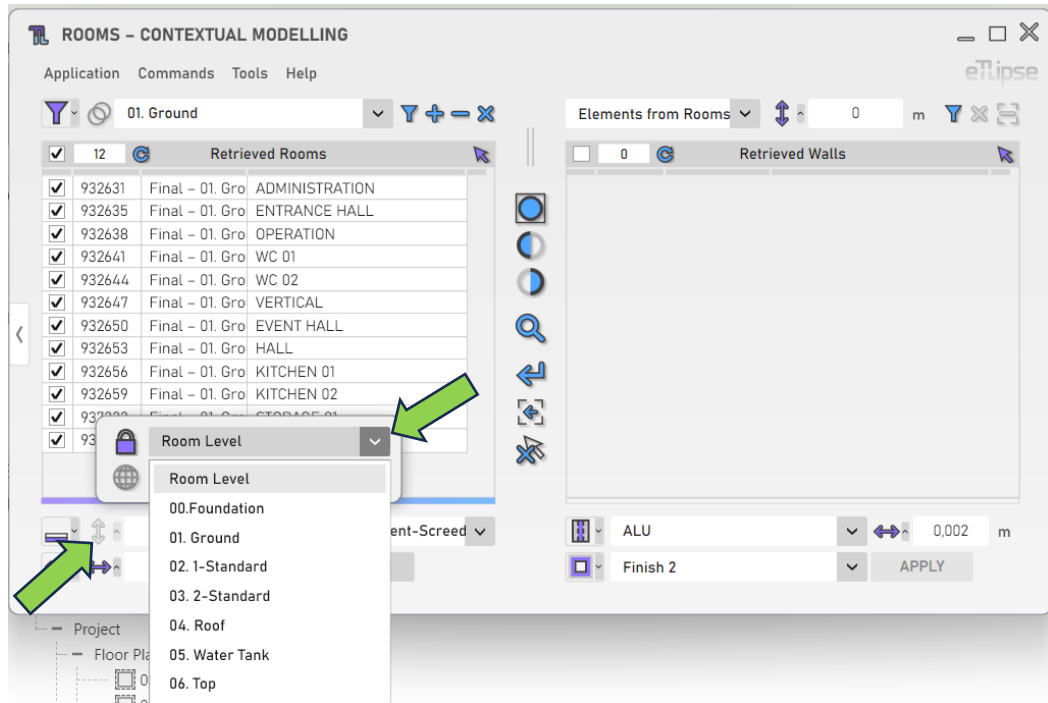 ROOMS – CONTEXTUAL MODELLING
Application Commands Tools Help
eTLipse
01. Ground
Elements from Rooms 0 m
12 Retrieved Rooms
0 Retrieved Walls
932631 Final – 01. Gro ADMINISTRATION
932635 Final – 01. Gro ENTRANCE HALL
932638 Final – 01. Gro OPERATION
932641 Final – 01. Gro WC 01
932644 Final – 01. Gro WC 02
932647 Final – 01. Gro VERTICAL
932650 Final – 01. Gro EVENT HALL
932653 Final – 01. Gro HALL
932656 Final – 01. Gro KITCHEN 01
932659 Final – 01. Gro KITCHEN 02
93
Room Level
Room Level
00.Foundation
01. Ground
02. 1-Standard
03. 2-Standard
04. Roof
05. Water Tank
06. Top
ent-Screed
ALU 0,002 m
Finish 2 APPLY
Project
Floor Pla
0